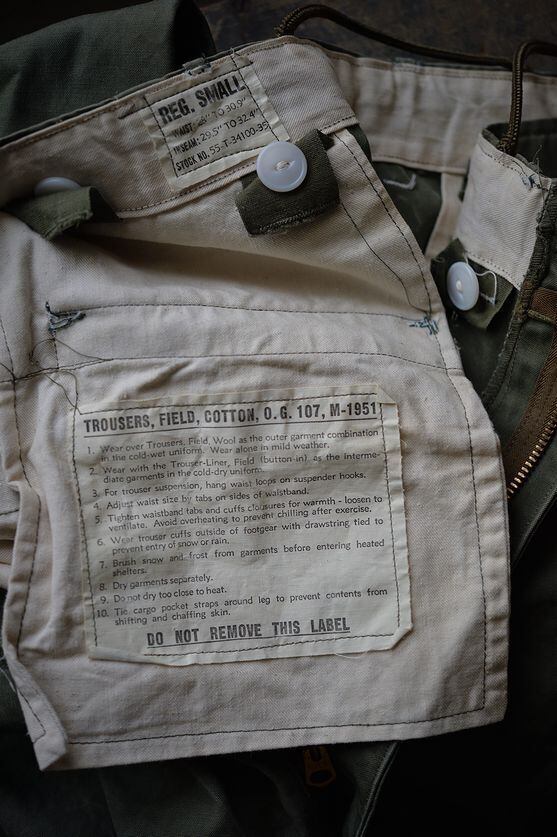 REG. SMALL
WAIST: 28" TO 30.9"
INSEAM: 29.5" TO 32.4"
STOCK NO. 55-T-34100-35
TROUSERS, FIELD, COTTON, O.G. 107, M-1951
1. Wear over Trousers, Field, Wool as the outer garment combination
in the cold-wet uniform. Wear alone in mild weather.
2. Wear with the Trouser-Liner, Field (button-in) as the interme-
diate garments in the cold-dry uniform.
3. For trouser suspension, hang waist loops on suspender hooks.
4. Adjust waist size by tabs on sides of waistband.
5. Tighten waistband tabs and cuffs closures for warmth - loosen to
ventilate. Avoid overheating to prevent chilling after exercise.
6. Wear trouser cuffs outside of footgear with drawstring tied to
prevent entry of snow or rain.
7. Brush snow and frost from garments before entering heated
shelters.
8. Dry garments separately.
9. Do not dry too close to heat.
10. Tie cargo pocket straps around leg to prevent contents from
shifting and chaffing skin.
DO NOT REMOVE THIS LABEL